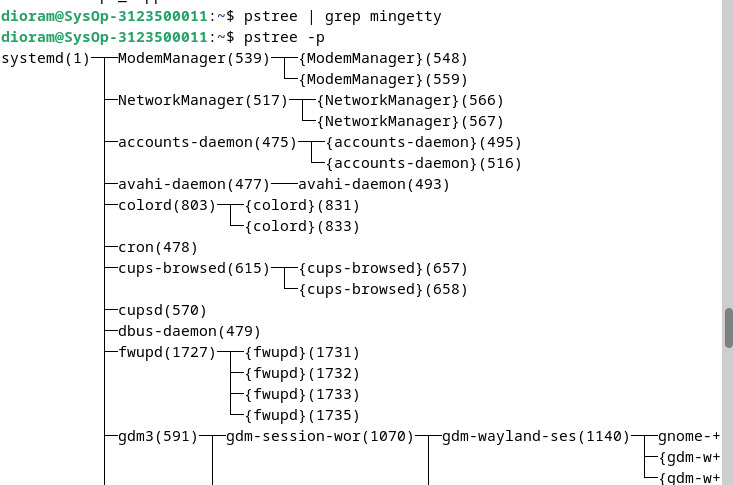 dioram@SysOp-3123500011:~$ pstree | grep mingetty
dioram@SysOp-3123500011:~$ pstree -p
systemd(1)─┬─ModemManager(539)─┬─{ModemManager}(548)
           │                   └─{ModemManager}(559)
           ├─NetworkManager(517)─┬─{NetworkManager}(566)
           │                     └─{NetworkManager}(567)
           ├─accounts-daemon(475)─┬─{accounts-daemon}(495)
           │                      └─{accounts-daemon}(516)
           ├─avahi-daemon(477)───avahi-daemon(493)
           ├─colord(803)─┬─{colord}(831)
           │             └─{colord}(833)
           ├─cron(478)
           ├─cups-browsed(615)─┬─{cups-browsed}(657)
           │                   └─{cups-browsed}(658)
           ├─cupsd(570)
           ├─dbus-daemon(479)
           ├─fwupd(1727)─┬─{fwupd}(1731)
           │             ├─{fwupd}(1732)
           │             ├─{fwupd}(1733)
           │             └─{fwupd}(1735)
           ├─gdm3(591)─┬─gdm-session-wor(1070)─┬─gdm-wayland-ses(1140)─┬─gnome-+
           │           │                       │                       ├─{gdm-w+
           │           │                       │                       └─{gdm-w+